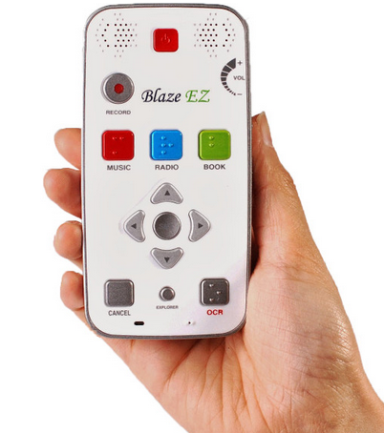 +
VOL
-
Blaze EZ
RECORD
MUSIC RADIO BOOK
CANCEL EXPLORER OCR